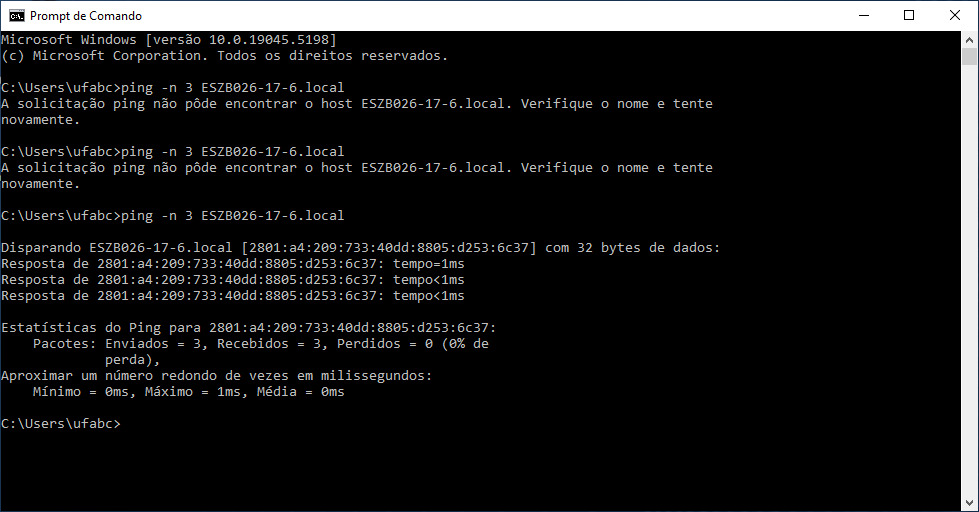 Prompt de Comando
Microsoft Windows [versão 10.0.19045.5198]
(c) Microsoft Corporation. Todos os direitos reservados.
C:\Users\ufabc>ping -n 3 ESZB026-17-6.local
A solicitação ping não pôde encontrar o host ESZB026-17-6.local. Verifique o nome e tente
novamente.
C:\Users\ufabc>ping -n 3 ESZB026-17-6.local
A solicitação ping não pôde encontrar o host ESZB026-17-6.local. Verifique o nome e tente
novamente.
C:\Users\ufabc>ping -n 3 ESZB026-17-6.local
Disparando ESZB026-17-6.local [2801:a4:209:733:40dd:8805:d253:6c37] com 32 bytes de dados:
Resposta de 2801:a4:209:733:40dd:8805:d253:6c37: tempo=1ms
Resposta de 2801:a4:209:733:40dd:8805:d253:6c37: tempo<1ms
Resposta de 2801:a4:209:733:40dd:8805:d253:6c37: tempo<1ms
Estatísticas do Ping para 2801:a4:209:733:40dd:8805:d253:6c37:
    Pacotes: Enviados = 3, Recebidos = 3, Perdidos = 0 (0% de
             perda),
Aproximar um número redondo de vezes em milissegundos:
    Mínimo = 0ms, Máximo = 1ms, Média = 0ms
C:\Users\ufabc>